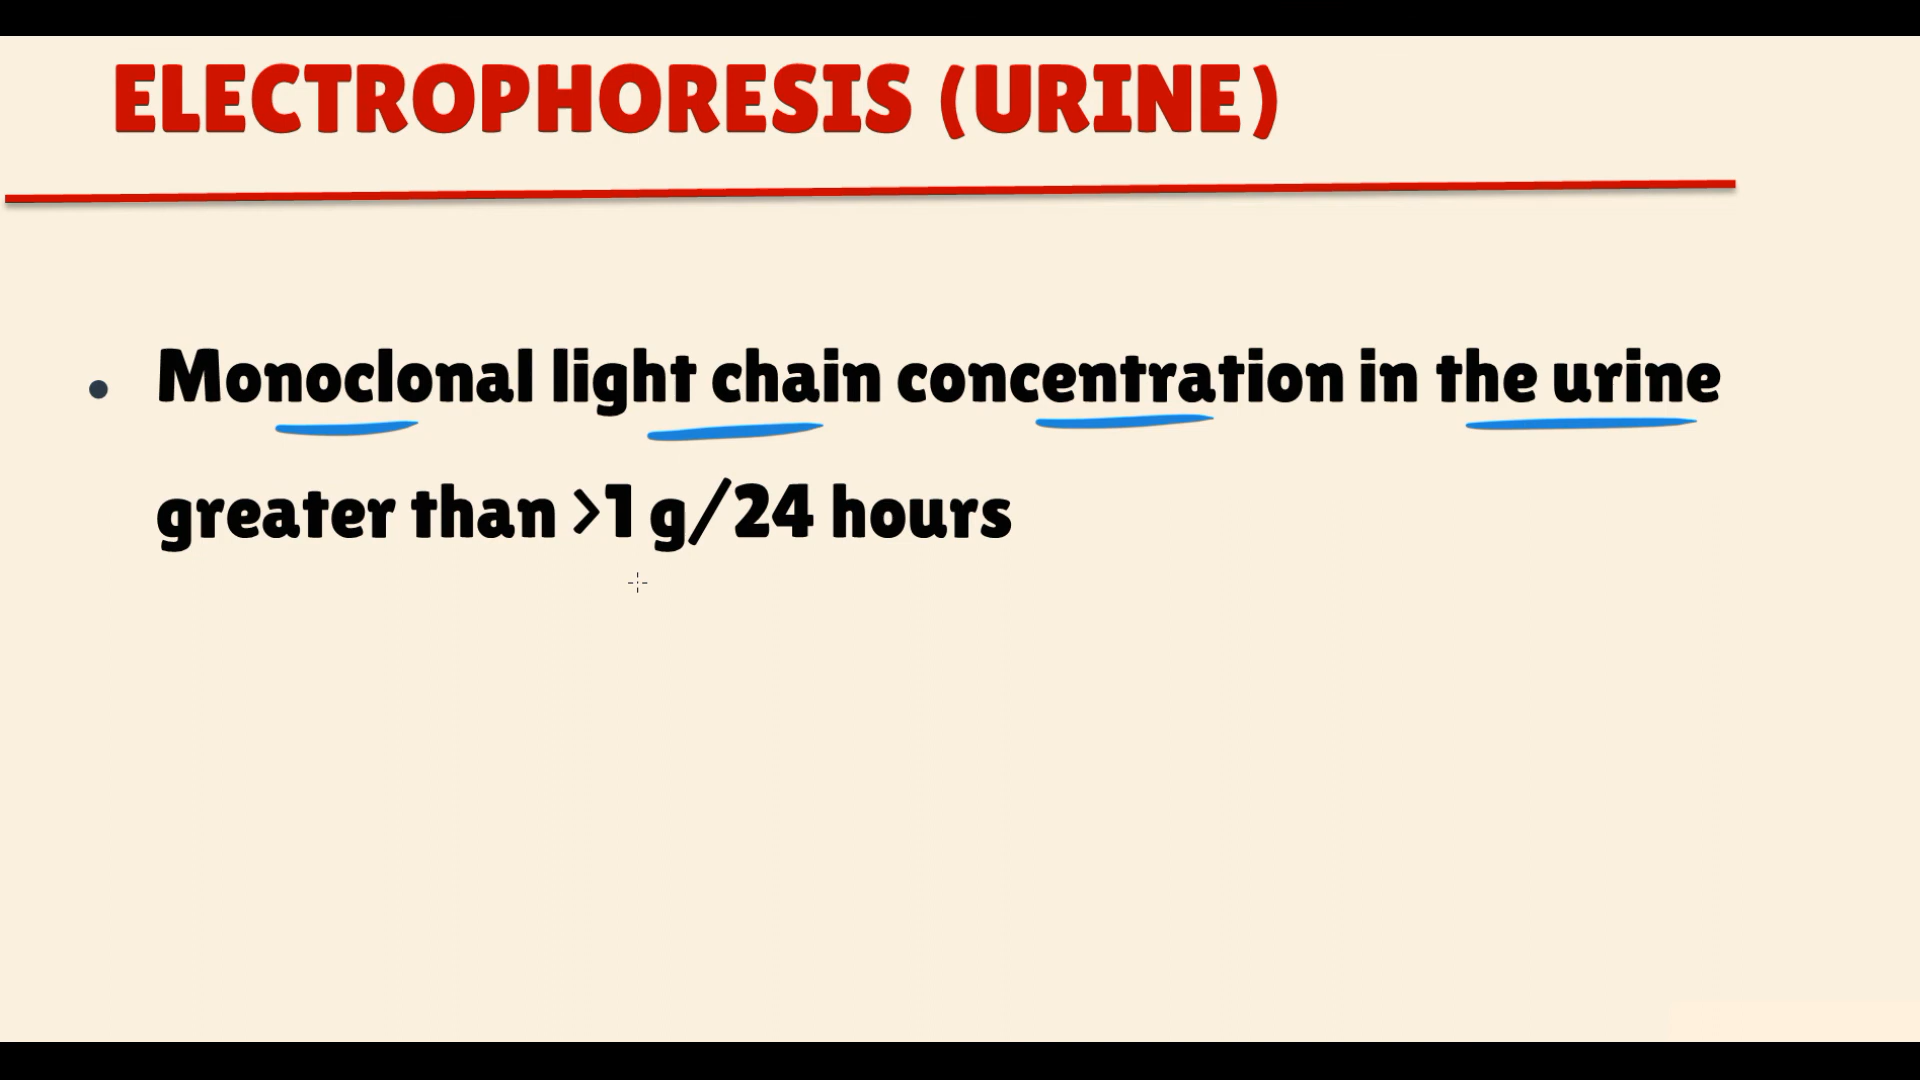 ELECTROPHORESIS (URINE)
• Monoclonal light chain concentration in the urine
greater than >1 g/24 hours